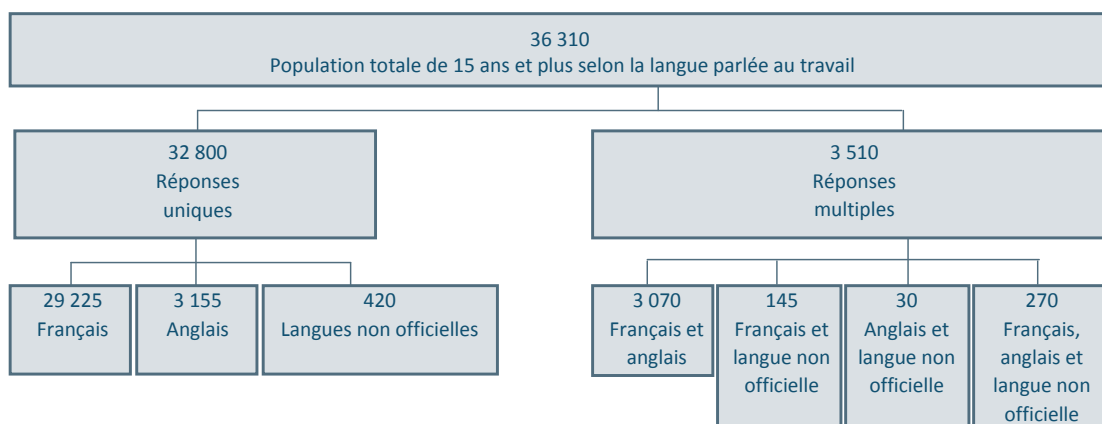 36 310
Population totale de 15 ans et plus selon la langue parlée au travail
32 800
Réponses
uniques
3 510
Réponses
multiples
29 225
Français
3 155
Anglais
420
Langues non officielles
3 070
Français et
anglais
145
Français et
langue non
officielle
30
Anglais et
langue non
officielle
270
Français,
anglais et
langue non
officielle